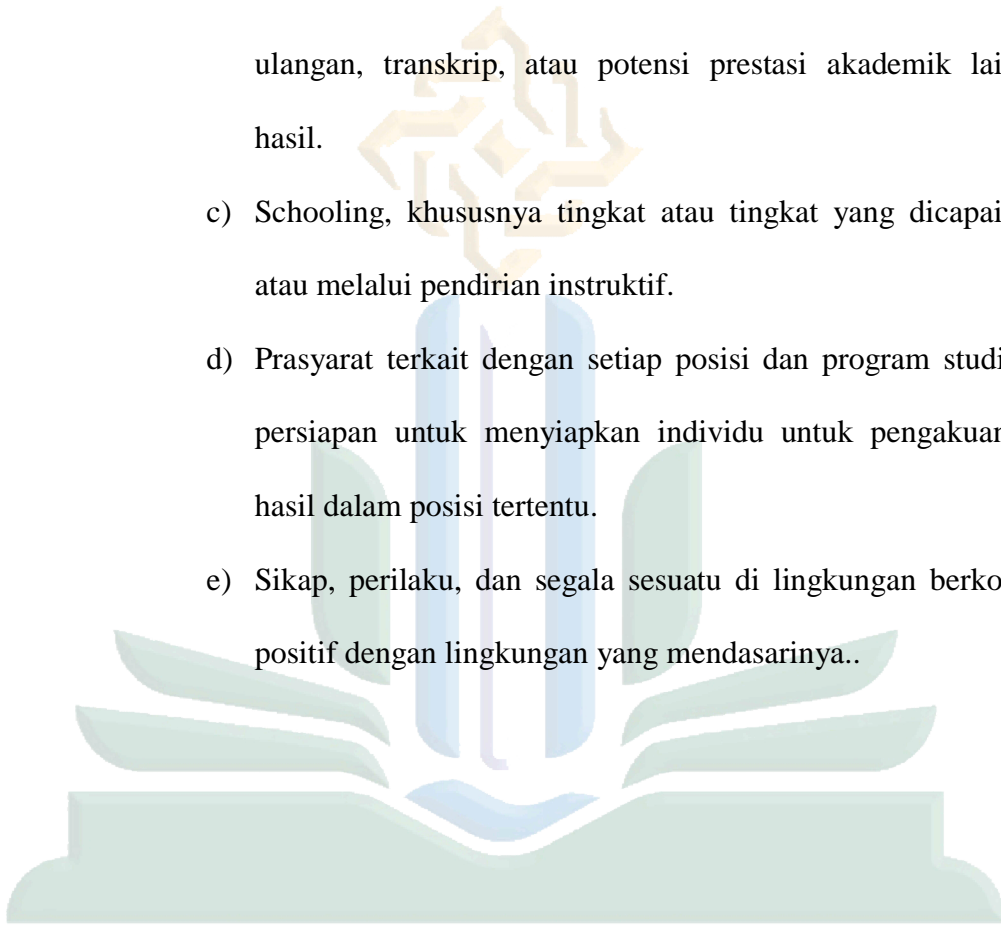 ulangan, transkrip, atau potensi prestasi akademik lai
hasil.
c) Schooling, khususnya tingkat atau tingkat yang dicapai
atau melalui pendirian instruktif.
d) Prasyarat terkait dengan setiap posisi dan program studi
persiapan untuk menyiapkan individu untuk pengakuan
hasil dalam posisi tertentu.
e) Sikap, perilaku, dan segala sesuatu di lingkungan berko
positif dengan lingkungan yang mendasarinya..